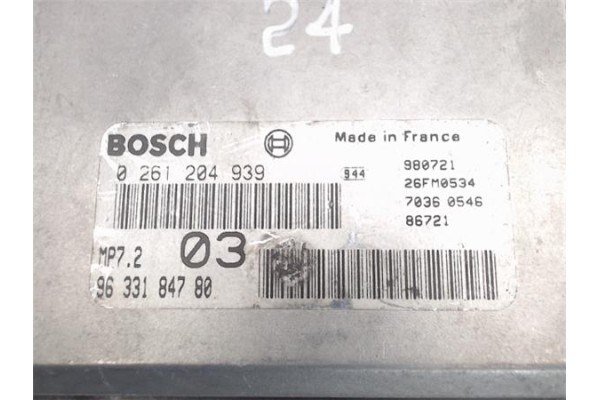 24
BOSCH Made in France
0 261 204 939 944 980721
26FM0534
7036 0546
86721
MP7.2 03
96 331 847 80